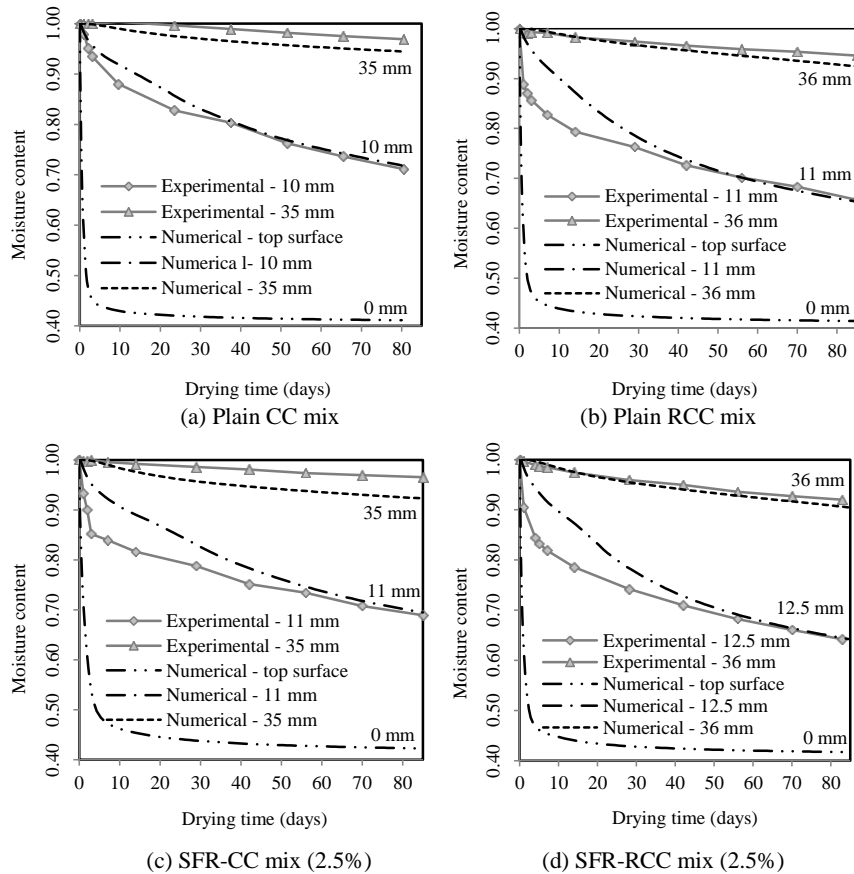 Moisture content
1.00
0.90
0.80
0.70
0.60
0.50
0.40
35 mm
10 mm
Experimental - 10 mm
Experimental - 35 mm
Numerical - top surface
Numerica l- 10 mm
Numerical - 35 mm
0 mm
0 10 20 30 40 50 60 70 80
Drying time (days)
(a) Plain CC mix
Moisture content
1.00
0.90
0.80
0.70
0.60
0.50
0.40
36 mm
11 mm
Experimental - 11 mm
Experimental - 36 mm
Numerical - top surface
Numerical - 11 mm
Numerical - 36 mm
0 mm
0 10 20 30 40 50 60 70 80
Drying time (days)
(b) Plain RCC mix
Moisture content
1.00
0.90
0.80
0.70
0.60
0.50
0.40
35 mm
11 mm
Experimental - 11 mm
Experimental - 35 mm
Numerical - top surface
Numerical - 11 mm
Numerical - 35 mm
0 mm
0 10 20 30 40 50 60 70 80
Drying time (days)
(c) SFR-CC mix (2.5%)
Moisture content
1.00
0.90
0.80
0.70
0.60
0.50
0.40
36 mm
12.5 mm
Experimental - 12.5 mm
Experimental - 36 mm
Numerical - top surface
Numerical - 12.5 mm
Numerical - 36 mm
0 mm
0 10 20 30 40 50 60 70 80
Drying time (days)
(d) SFR-RCC mix (2.5%)